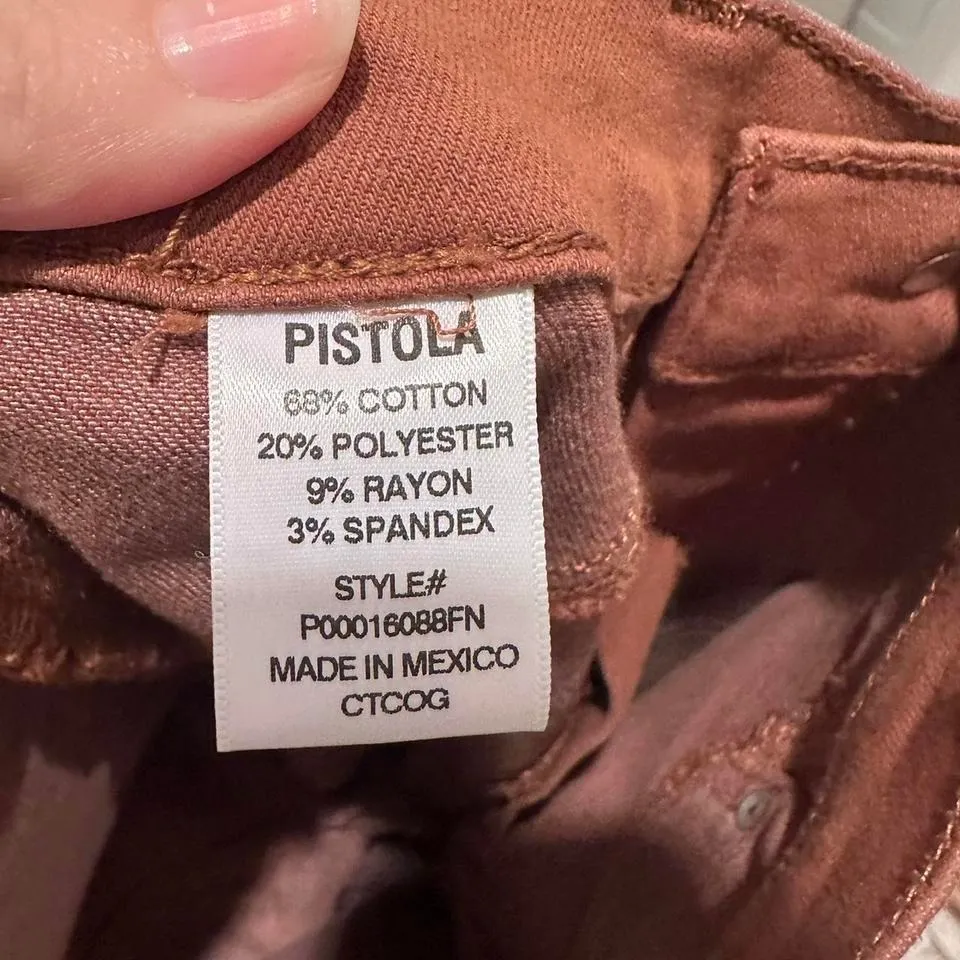 PISTOLA
68% COTTON
20% POLYESTER
9% RAYON
3% SPANDEX
STYLE#
P00016088FN
MADE IN MEXICO
CTCOG